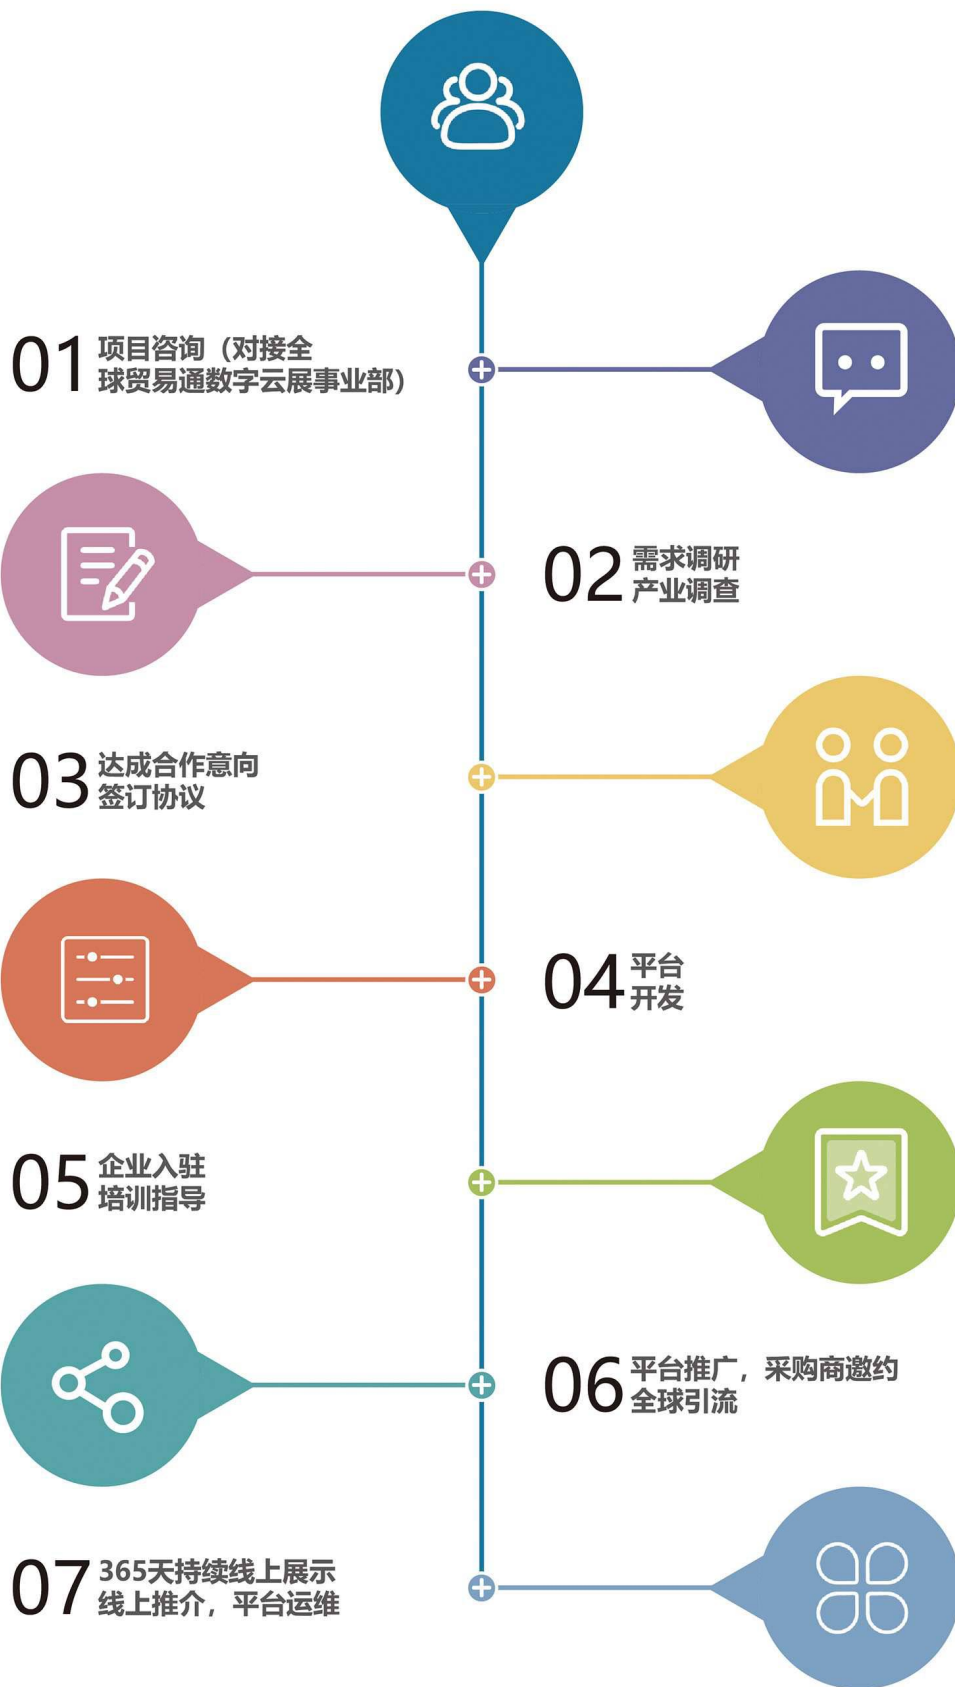 01 项目咨询（对接全
球贸易通数字云展事业部）
02 需求调研
产业调查
03 达成合作意向
签订协议
04 平台
开发
05 企业入驻
培训指导
06 平台推广，采购商邀约
全球引流
07 365天持续线上展示
线上推介，平台运维